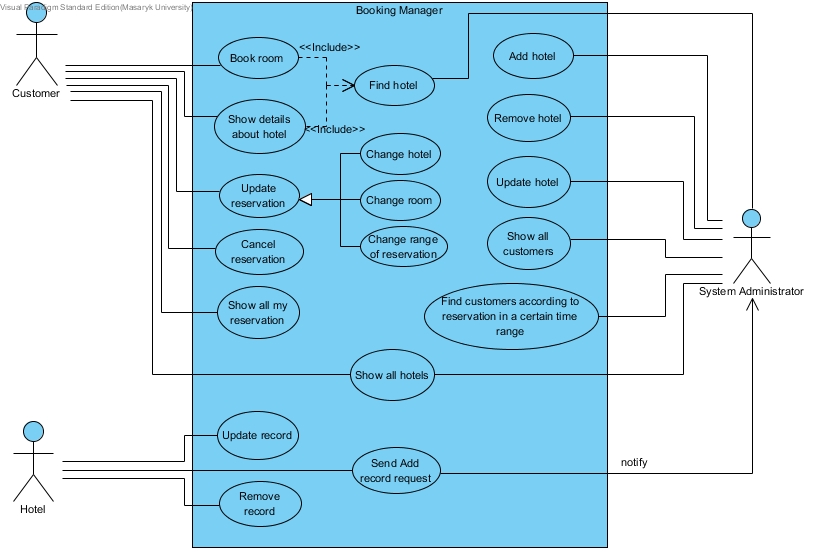 Visual Paradigm Standard Edition(Masaryk University)
Booking Manager
Customer
Book room
<<Include>>
Find hotel
Add hotel
Show details
about hotel
<<Include>>
Remove hotel
Change hotel
Update
reservation
Change room
Update hotel
Cancel
reservation
Change range
of reservation
Show all
customers
System Administrator
Show all my
reservation
Find customers according to
reservation in a certain time
range
Show all hotels
Update record
Send Add
record request
notify
Remove
record
Hotel